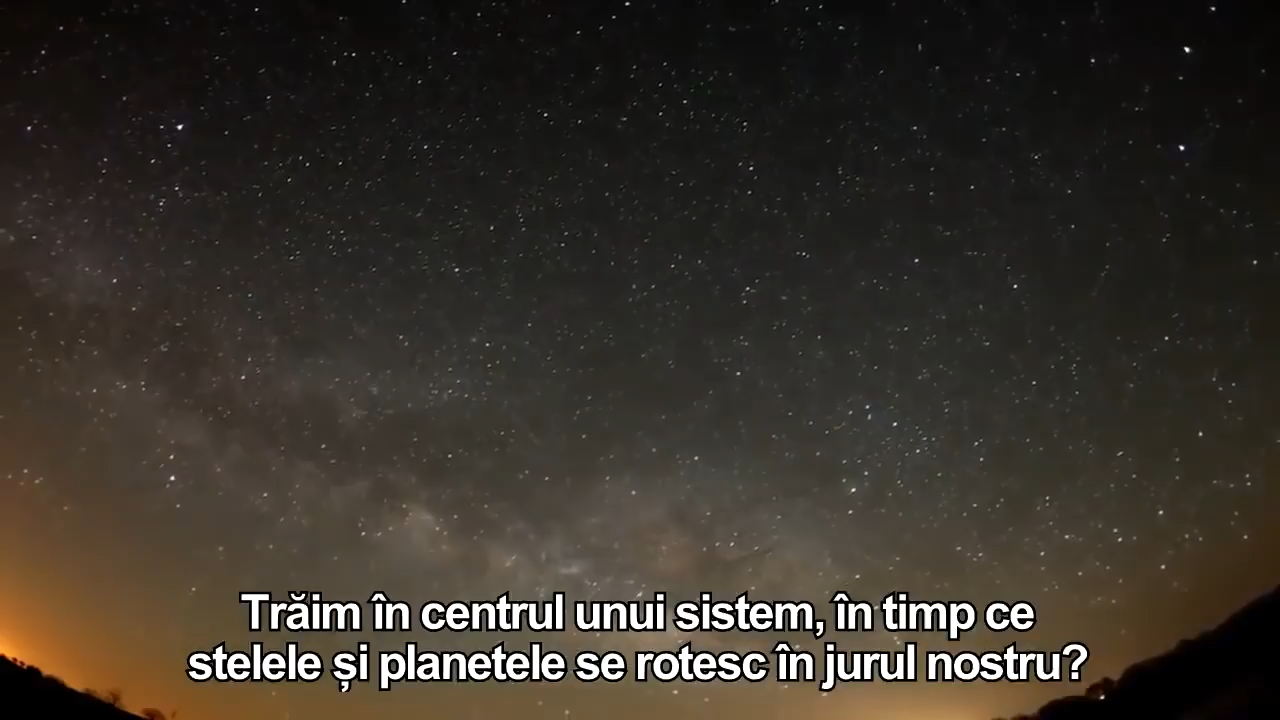 Trăim în centrul unui sistem, în timp ce
stelele și planetele se rotesc în jurul nostru?